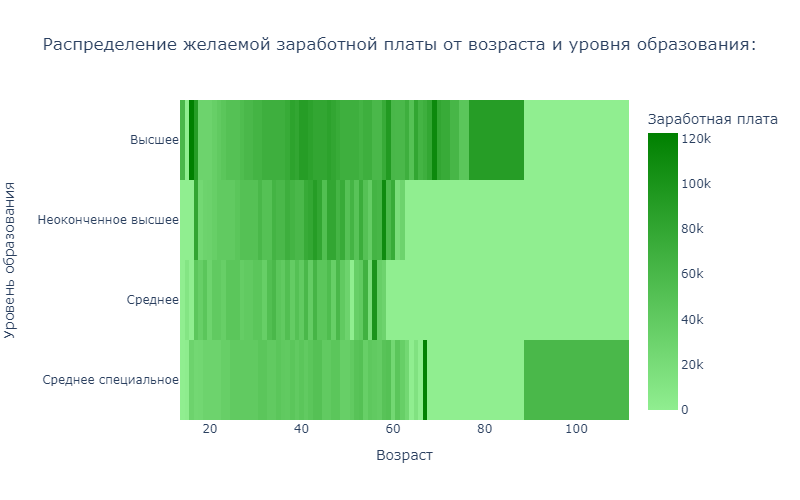 Распределение желаемой заработной платы от возраста и уровня образования:
Заработная плата
120k
100k
80k
60k
40k
20k
0
Уровень образования
Высшее
Неоконченное высшее
Среднее
Среднее специальное
20 40 60 80 100
Возраст